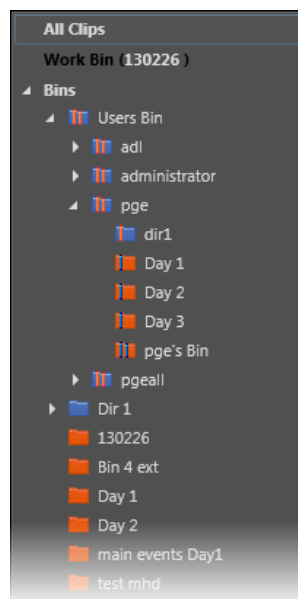 All Clips
Work Bin (130226 )
Bins
Users Bin
adl
administrator
pge
dir1
Day 1
Day 2
Day 3
pge's Bin
pgeall
Dir 1
130226
Bin 4 ext
Day 1
Day 2
main events Day1
test mhd